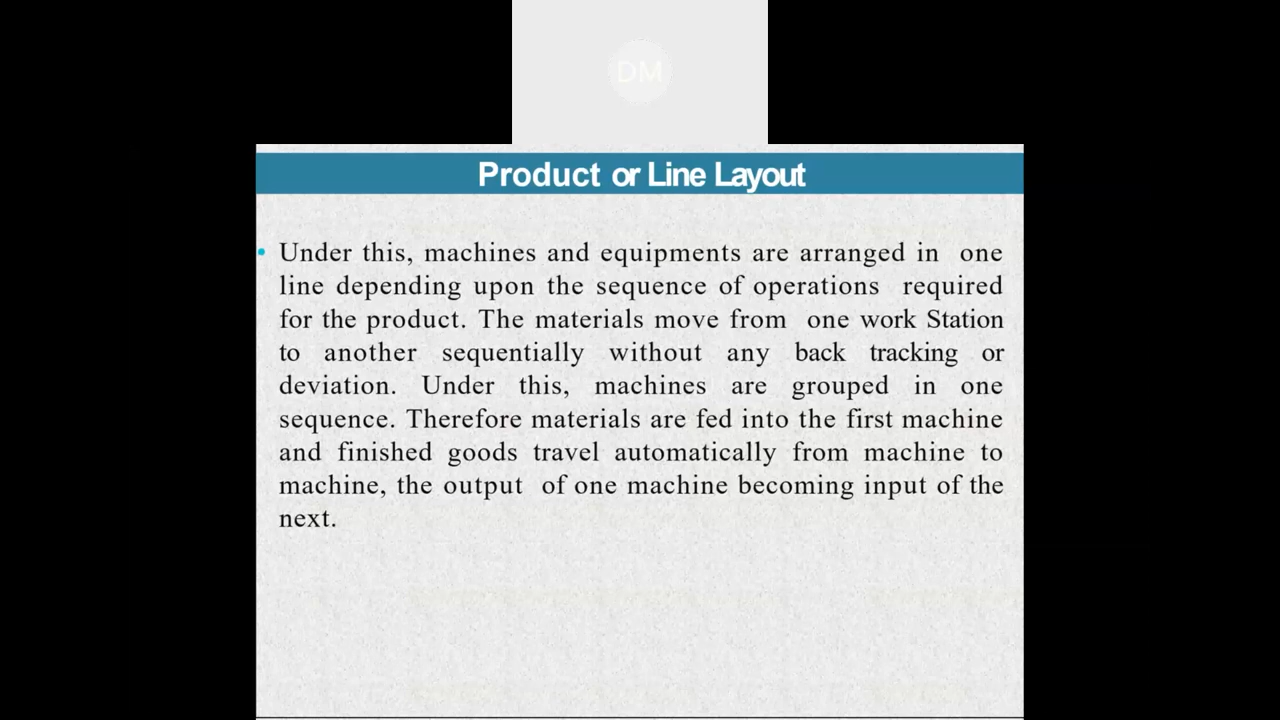 DM
Product or Line Layout
• Under this, machines and equipments are arranged in one
line depending upon the sequence of operations required
for the product. The materials move from one work Station
to another sequentially without any back tracking or
deviation. Under this, machines are grouped in one
sequence. Therefore materials are fed into the first machine
and finished goods travel automatically from machine to
machine, the output of one machine becoming input of the
next.